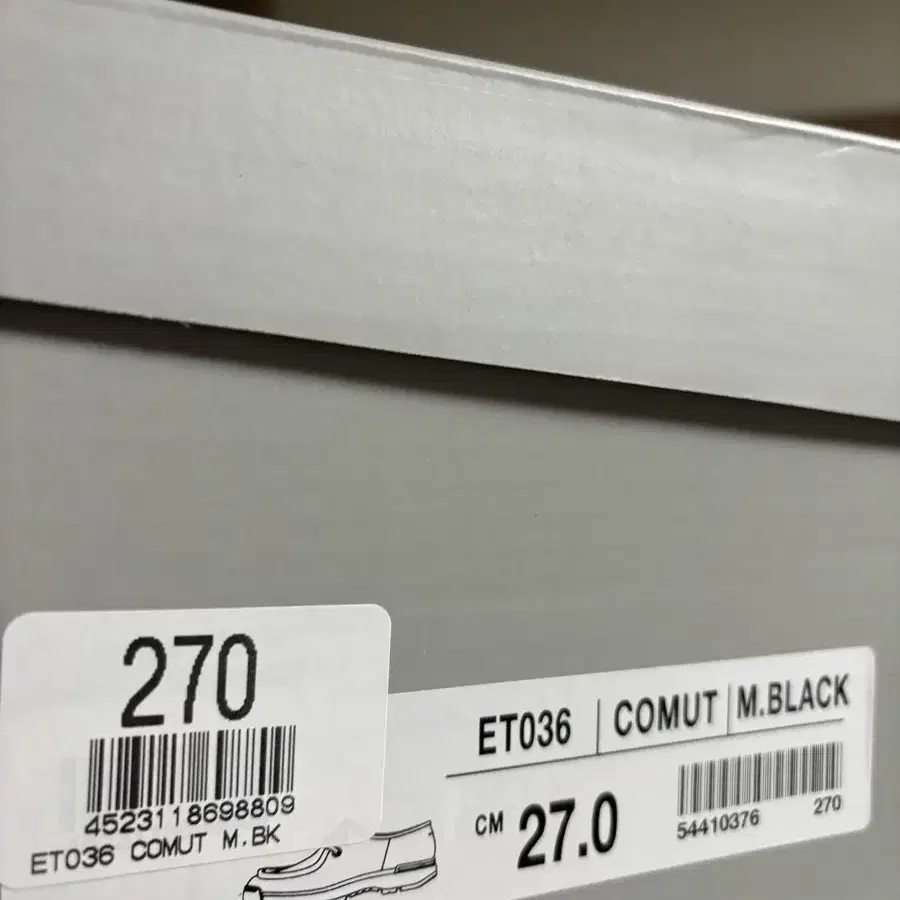 270
4523118698809
ET036 COMUT M.BK
ET036 COMUT M.BLACK
CM 27.0
54410376 270